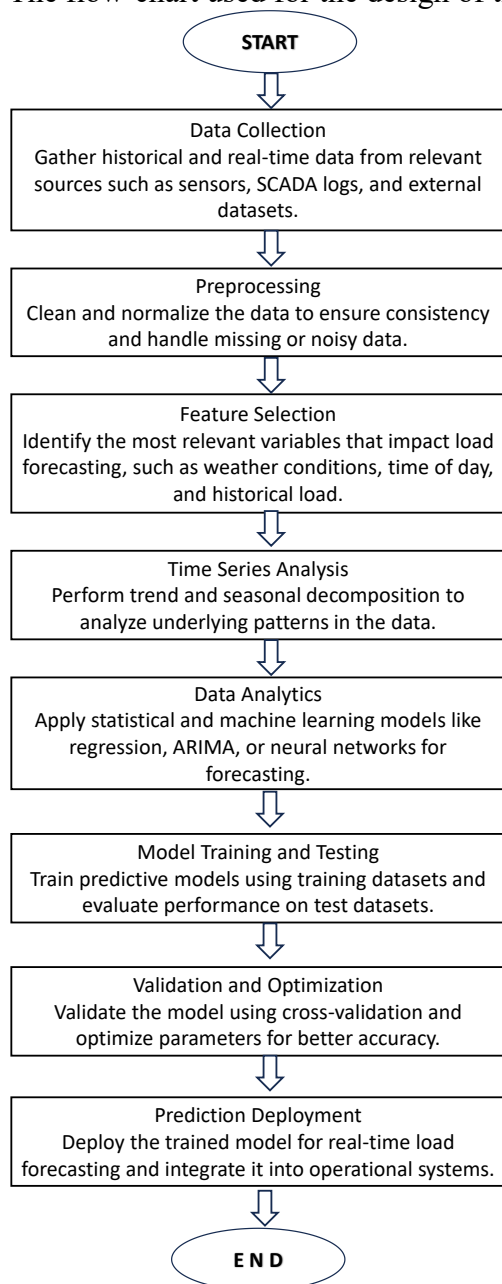 The flow chart used for the design of t
START
Data Collection
Gather historical and real-time data from relevant
sources such as sensors, SCADA logs, and external
datasets.
Preprocessing
Clean and normalize the data to ensure consistency
and handle missing or noisy data.
Feature Selection
Identify the most relevant variables that impact load
forecasting, such as weather conditions, time of day,
and historical load.
Time Series Analysis
Perform trend and seasonal decomposition to
analyze underlying patterns in the data.
Data Analytics
Apply statistical and machine learning models like
regression, ARIMA, or neural networks for
forecasting.
Model Training and Testing
Train predictive models using training datasets and
evaluate performance on test datasets.
Validation and Optimization
Validate the model using cross-validation and
optimize parameters for better accuracy.
Prediction Deployment
Deploy the trained model for real-time load
forecasting and integrate it into operational systems.
E N D